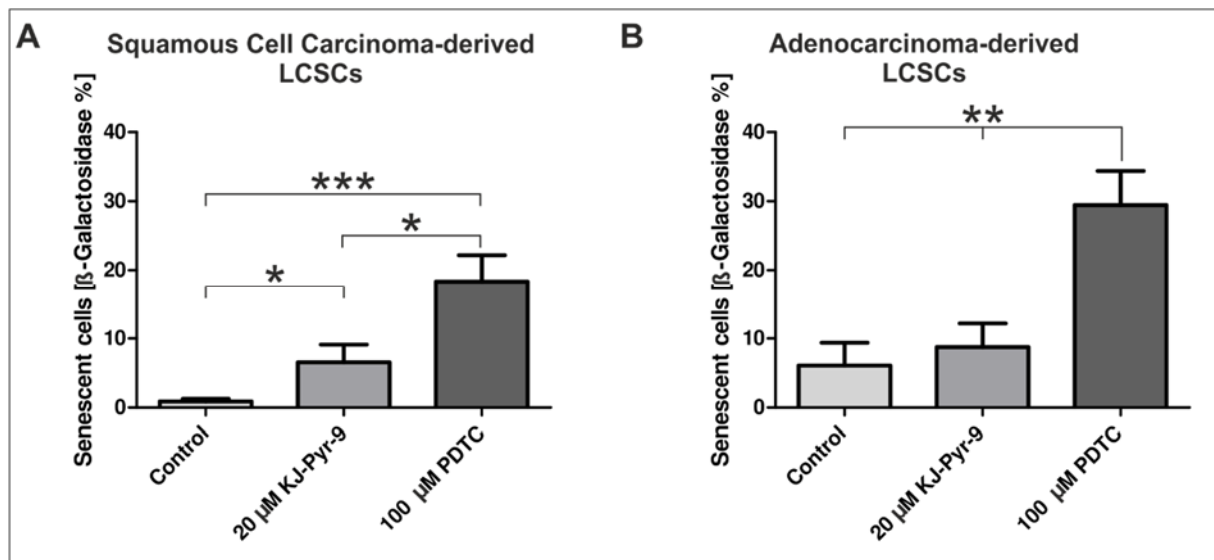 A
Squamous Cell Carcinoma-derived
LCSCs
Senescent cells [ß-Galactosidase %]
40
30
20
10
0
***
*
*
Control
20 µM KJ-Pyr-9
100 µM PDTC
B
Adenocarcinoma-derived
LCSCs
Senescent cells [ß-Galactosidase %]
40
30
20
10
0
**
Control
20 µM KJ-Pyr-9
100 µM PDTC